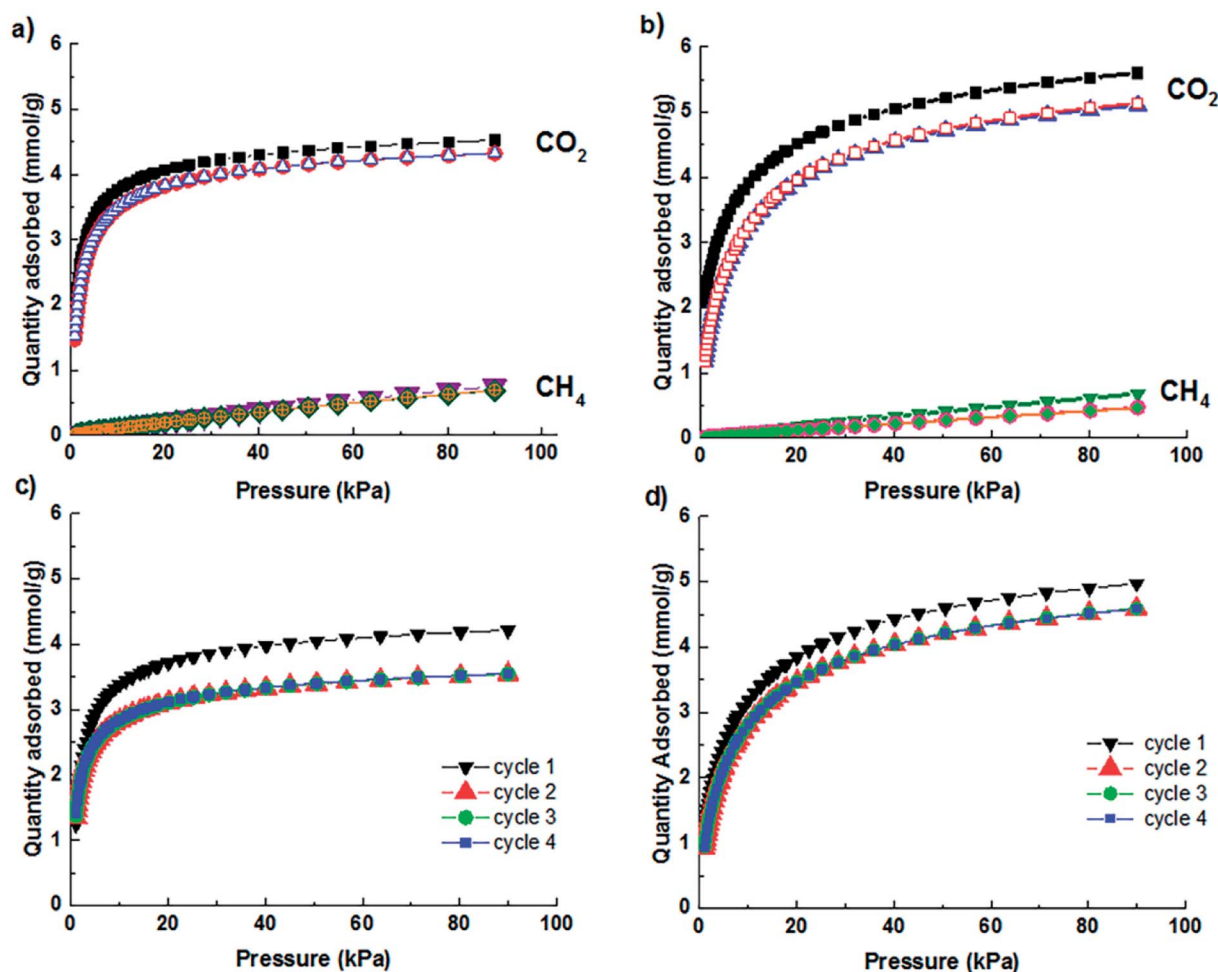 a)
6
5
4
3
2
1
0
Quantity adsorbed (mmol/g)
CO2
CH4
0 20 40 60 80 100
Pressure (kPa)
b)
6
5
4
3
2
1
0
Quantity adsorbed (mmol/g)
CO2
CH4
0 20 40 60 80 100
Pressure (kPa)
c)
6
5
4
3
2
1
0
Quantity adsorbed (mmol/g)
cycle 1
cycle 2
cycle 3
cycle 4
0 20 40 60 80 100
Pressure (kPa)
d)
6
5
4
3
2
1
0
Quantity Adsorbed (mmol/g)
cycle 1
cycle 2
cycle 3
cycle 4
0 20 40 60 80 100
Pressure (kPa)